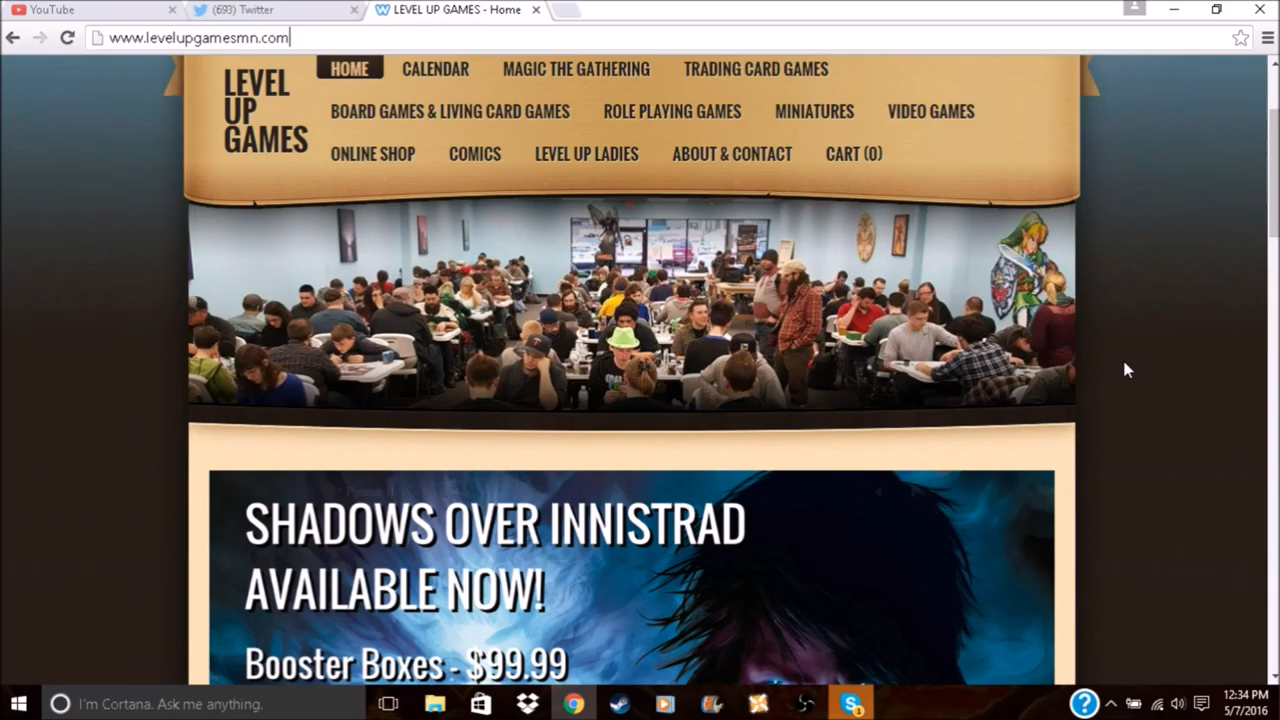 YouTube
(693) Twitter
LEVEL UP GAMES - Home
www.levelupgamesmn.com
LEVEL
UP
GAMES
HOME CALENDAR MAGIC THE GATHERING TRADING CARD GAMES
BOARD GAMES & LIVING CARD GAMES ROLE PLAYING GAMES MINIATURES VIDEO GAMES
ONLINE SHOP COMICS LEVEL UP LADIES ABOUT & CONTACT CART (0)
SHADOWS OVER INNISTRAD
AVAILABLE NOW!
Booster Boxes - $99.99
I'm Cortana. Ask me anything.
12:34 PM
5/7/2016